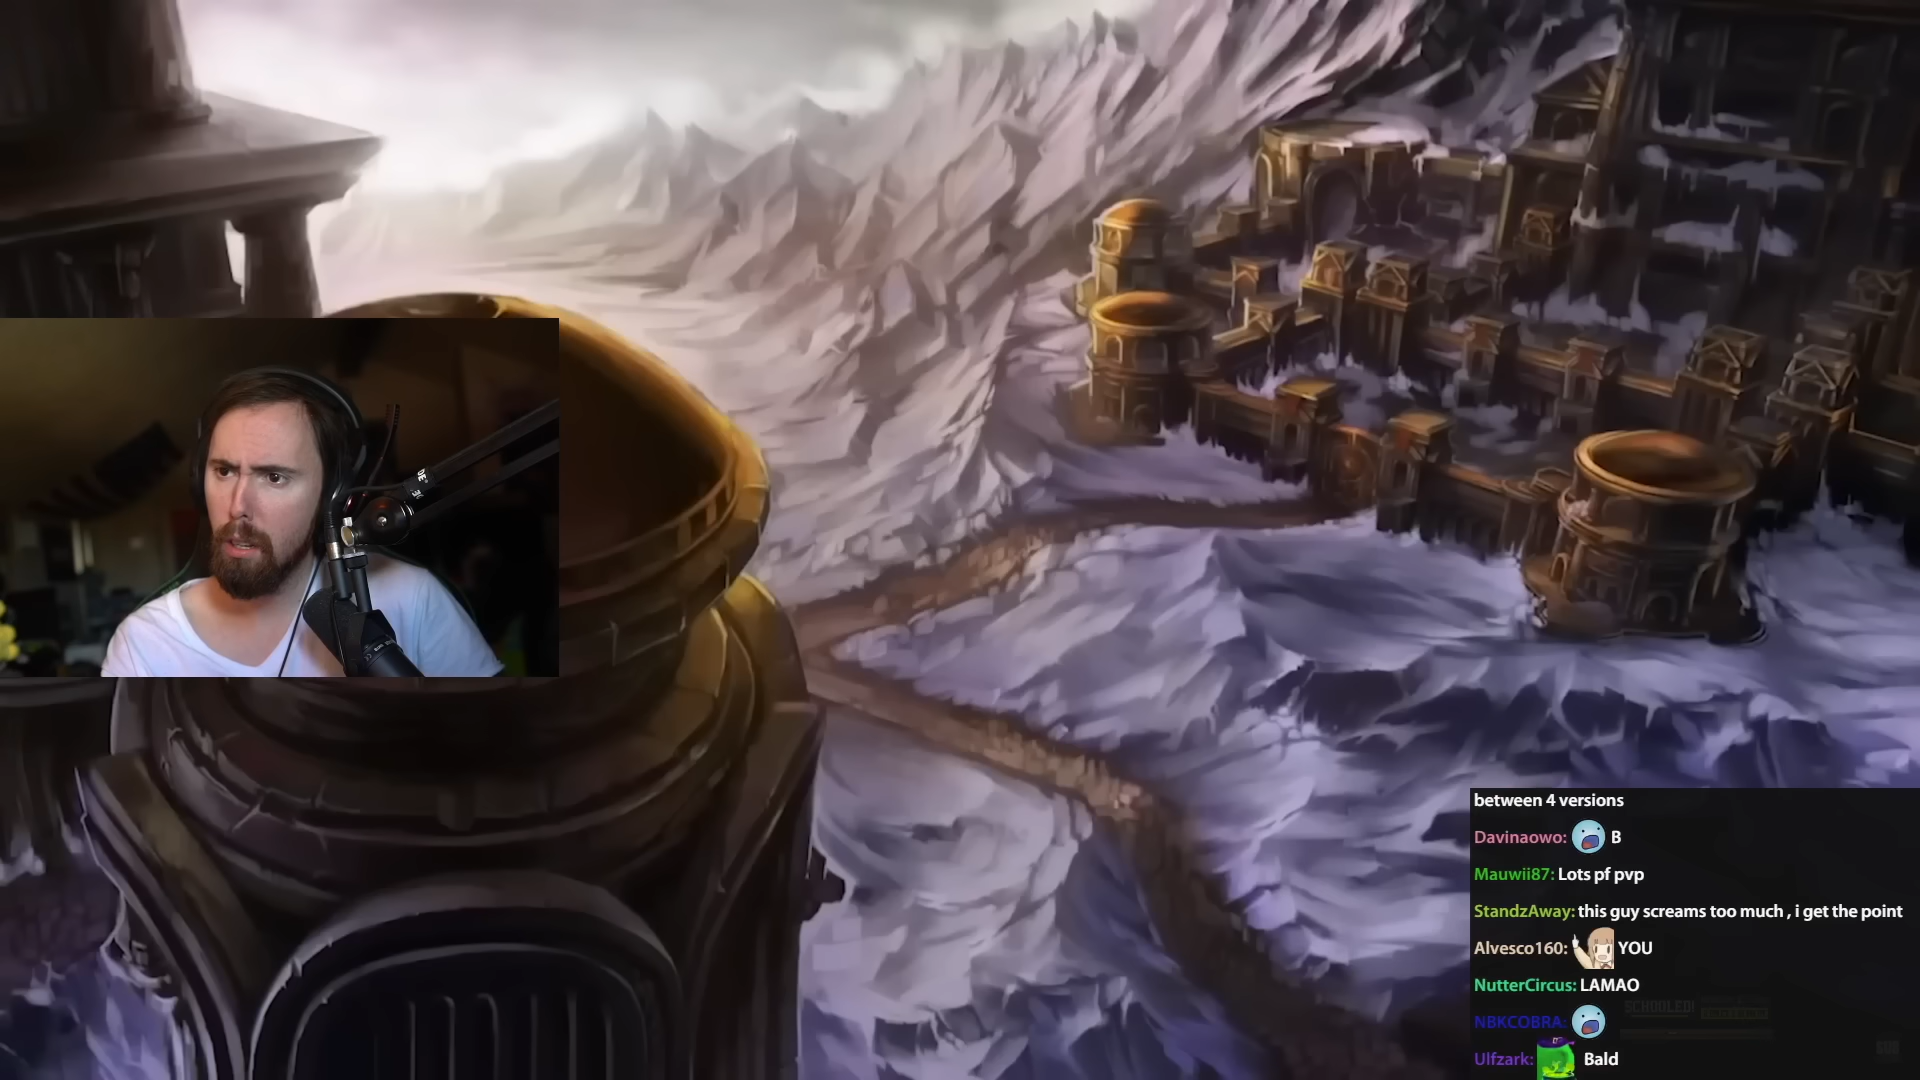 between 4 versions
Davinaowo: B
Mauwii87: Lots pf pvp
StandzAway: this guy screams too much , i get the point
Alvesco160: YOU
NutterCircus: LAMAO
NBKCOBRA:
Ulfzark: Bald
SCHOOLED!